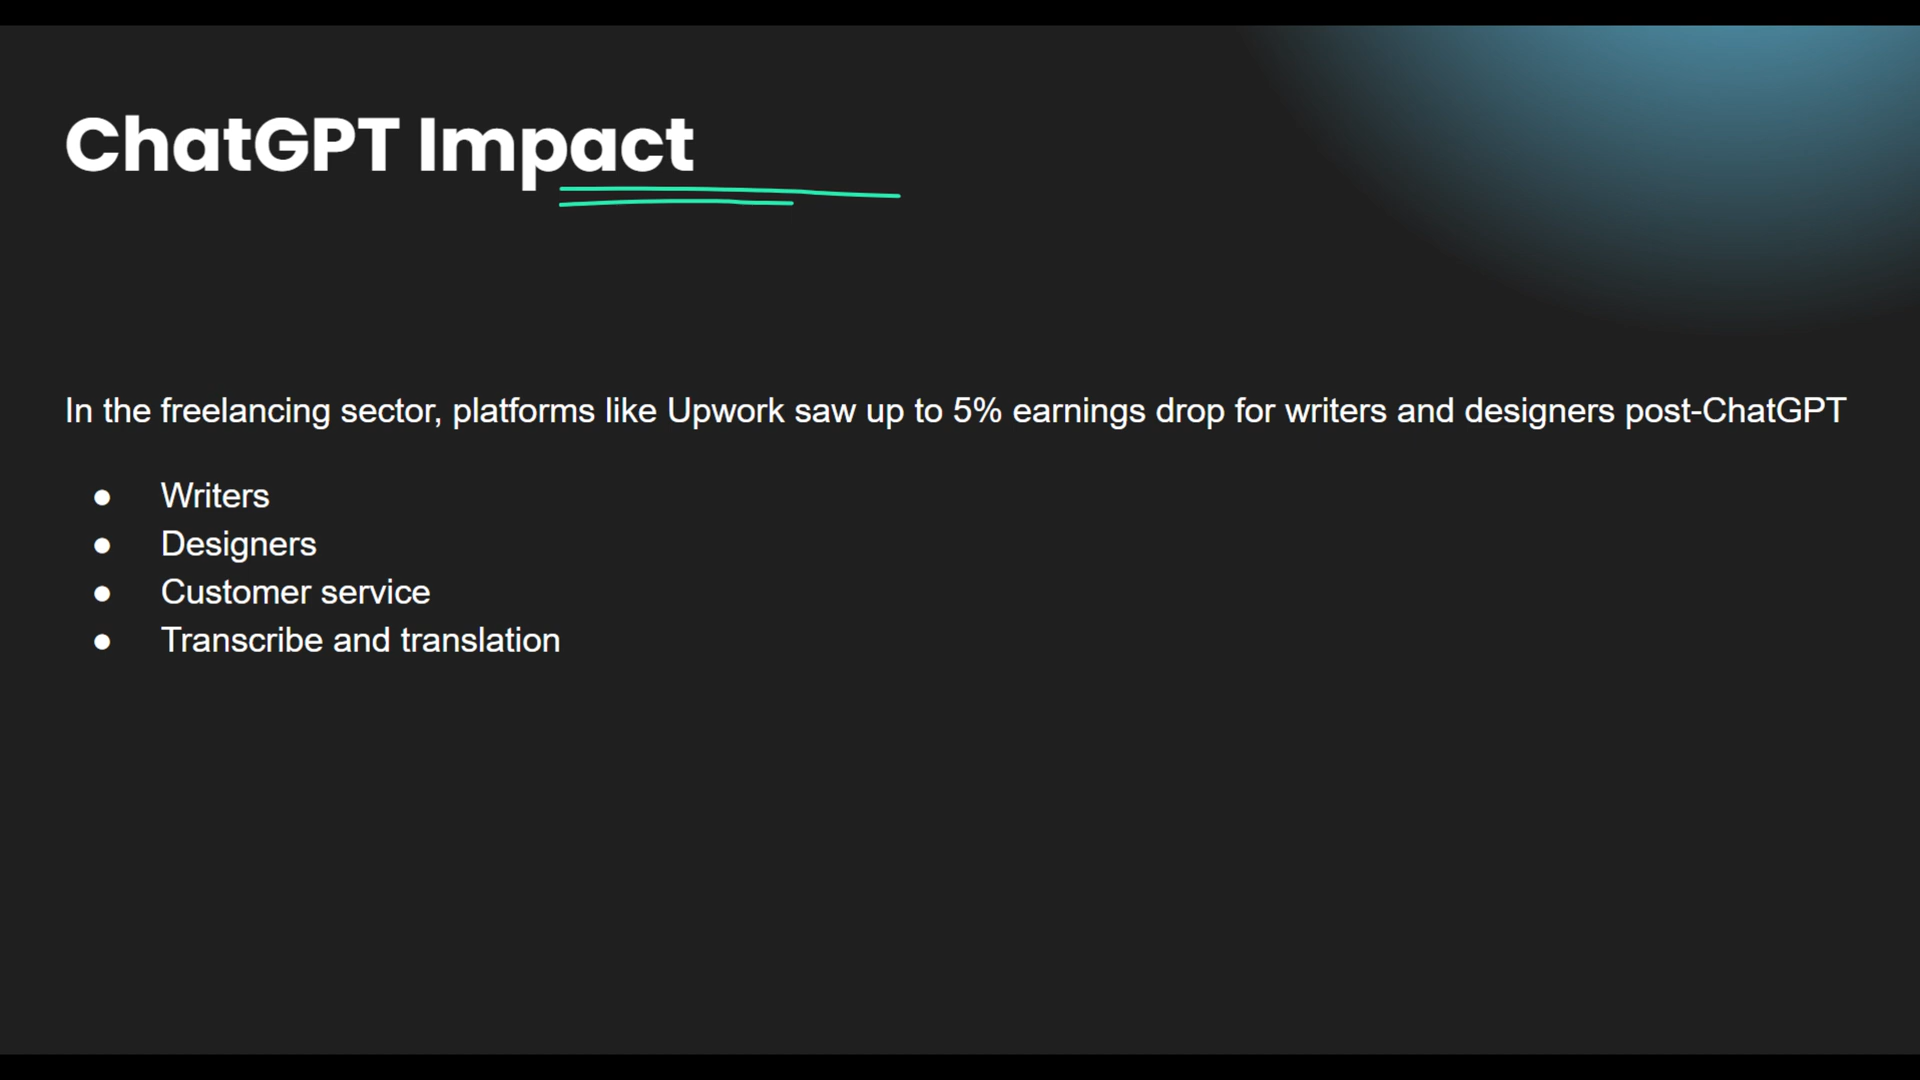 ChatGPT Impact
In the freelancing sector, platforms like Upwork saw up to 5% earnings drop for writers and designers post-ChatGPT
● Writers
● Designers
● Customer service
● Transcribe and translation